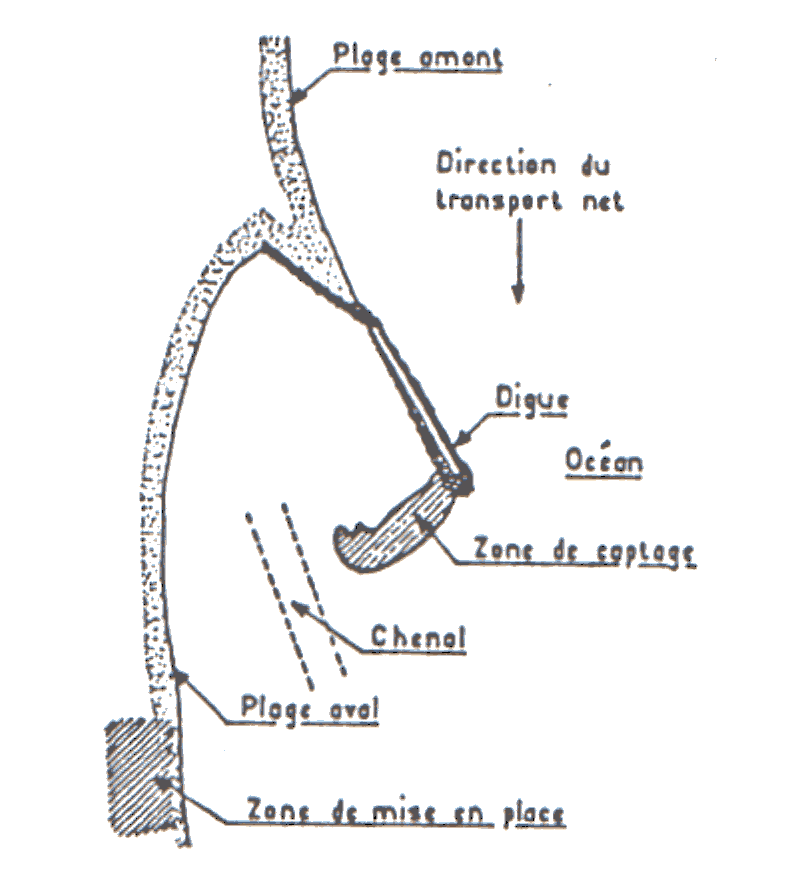 Plage amont
Direction du
transport net
Digue
Océan
Zone de captage
Chenal
Plage aval
Zone de mise en place